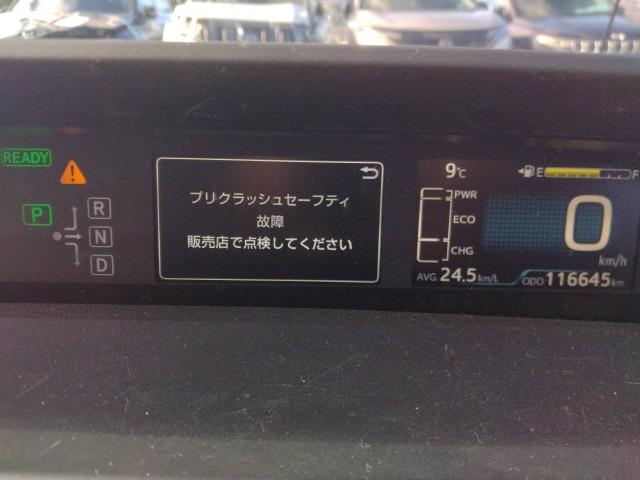 READY
P
R
N
D
プリクラッシュセーフティ
故障
販売店で点検してください
9℃
E F
PWR
ECO
CHG
0
km/h
AVG. 24.5 km/L
ODO 116645 km